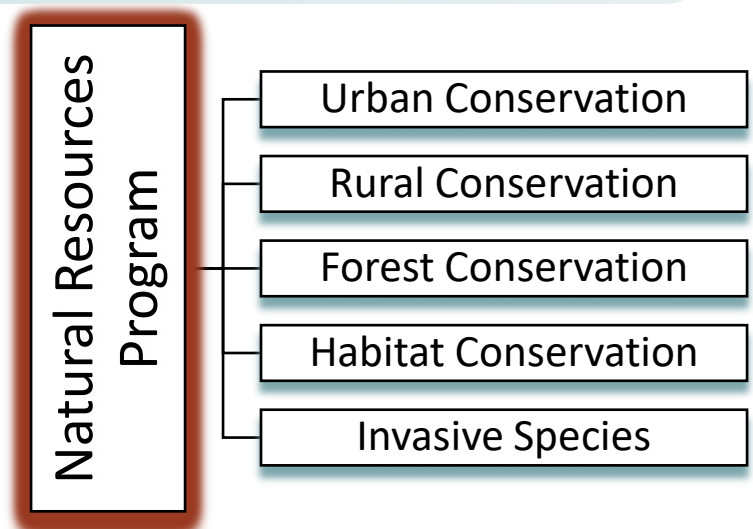 Natural Resources
Program
Urban Conservation
Rural Conservation
Forest Conservation
Habitat Conservation
Invasive Species